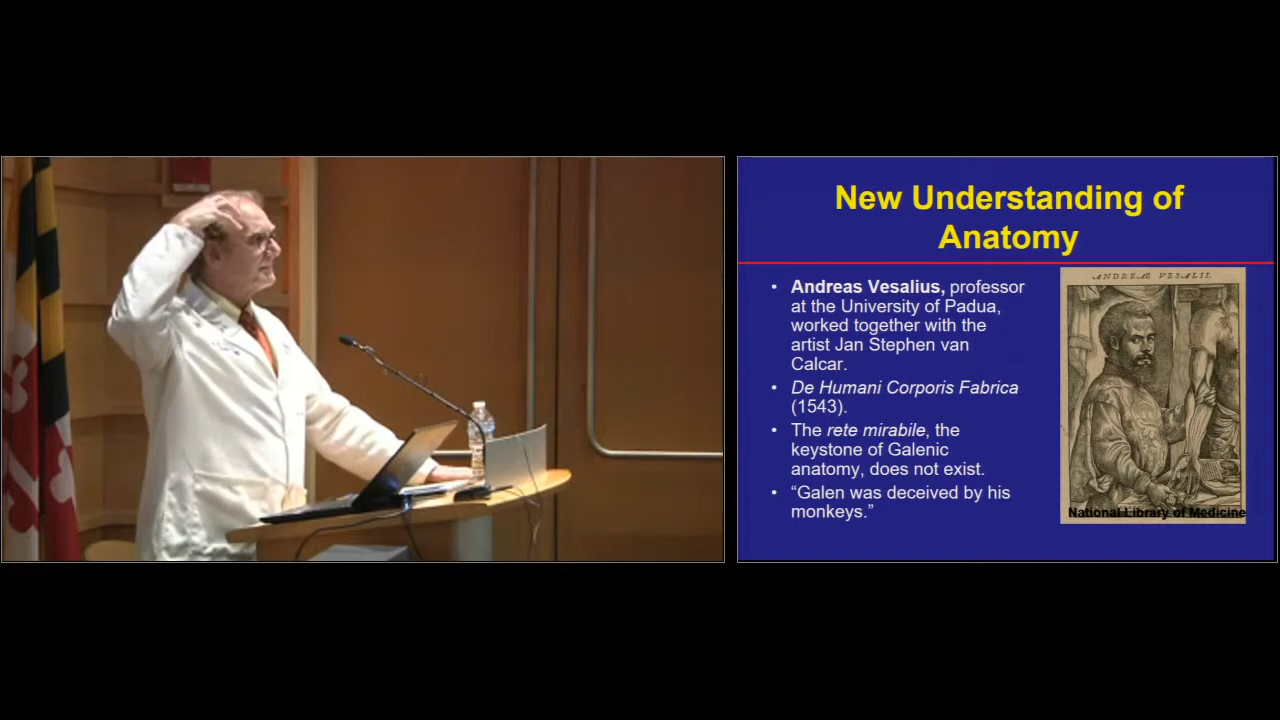 New Understanding of
Anatomy
• Andreas Vesalius, professor
at the University of Padua,
worked together with the
artist Jan Stephen van
Calcar.
• De Humani Corporis Fabrica
(1543).
• The rete mirabile, the
keystone of Galenic
anatomy, does not exist.
• “Galen was deceived by his
monkeys.”
ANDREÆ VESALII.
National Library of Medicine